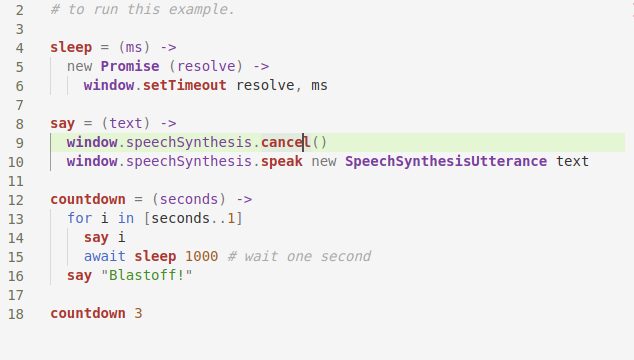 2 # to run this example.
3
4 sleep = (ms) ->
5 new Promise (resolve) ->
6 window.setTimeout resolve, ms
7
8 say = (text) ->
9 window.speechSynthesis.cancel()
10 window.speechSynthesis.speak new SpeechSynthesisUtterance text
11
12 countdown = (seconds) ->
13 for i in [seconds..1]
14 say i
15 await sleep 1000 # wait one second
16 say "Blastoff!"
17
18 countdown 3